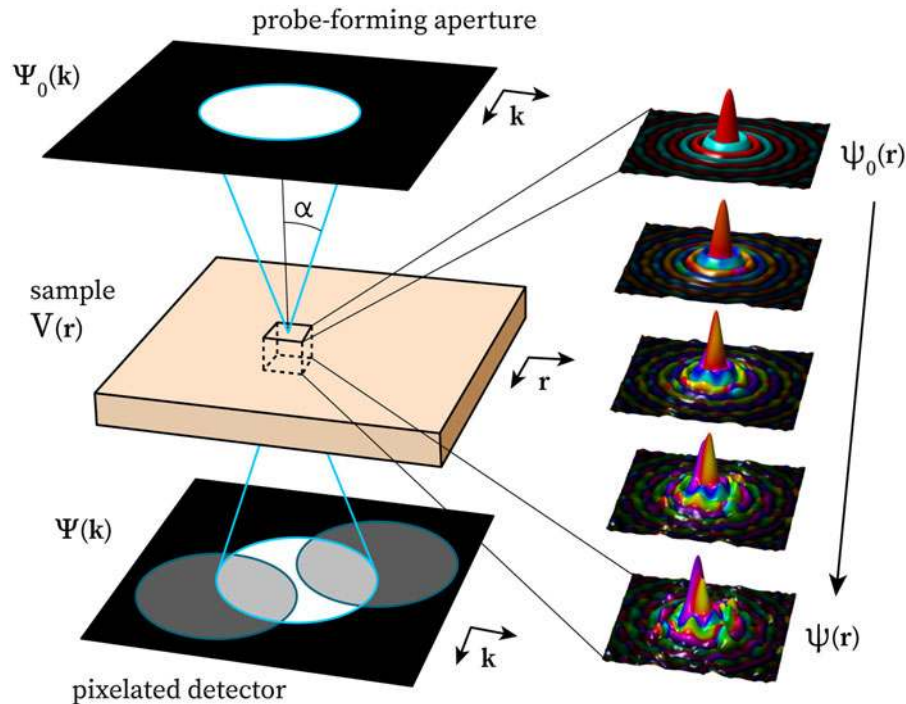 probe-forming aperture
Ψ₀(k)
k
ψ₀(r)
α
sample
V(r)
r
Ψ(k)
k
ψ(r)
pixelated detector